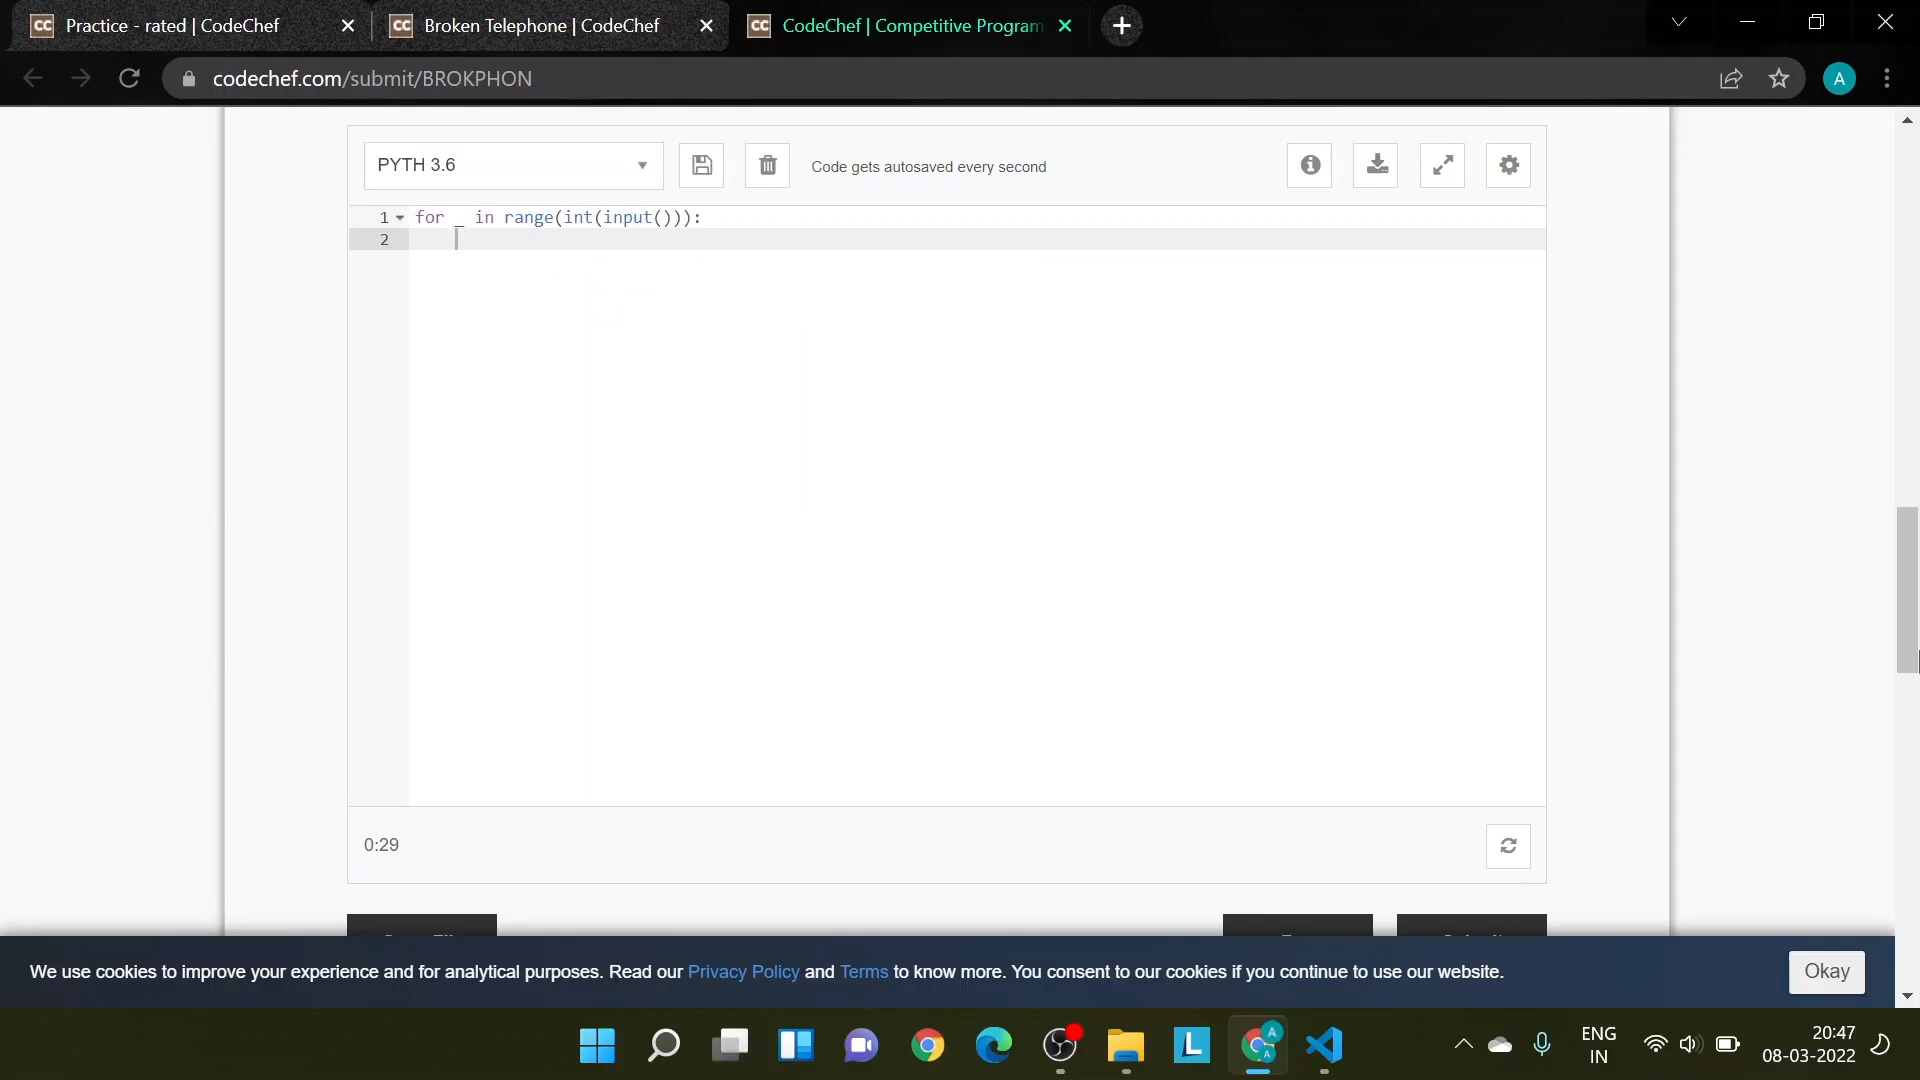 CC Practice - rated | CodeChef
CC Broken Telephone | CodeChef
CC CodeChef | Competitive Program
codechef.com/submit/BROKPHON
A
PYTH 3.6
Code gets autosaved every second
1 for _ in range(int(input())):
2
0:29
We use cookies to improve your experience and for analytical purposes. Read our Privacy Policy and Terms to know more. You consent to our cookies if you continue to use our website.
Okay
L
A
A
ENG
IN
20:47
08-03-2022